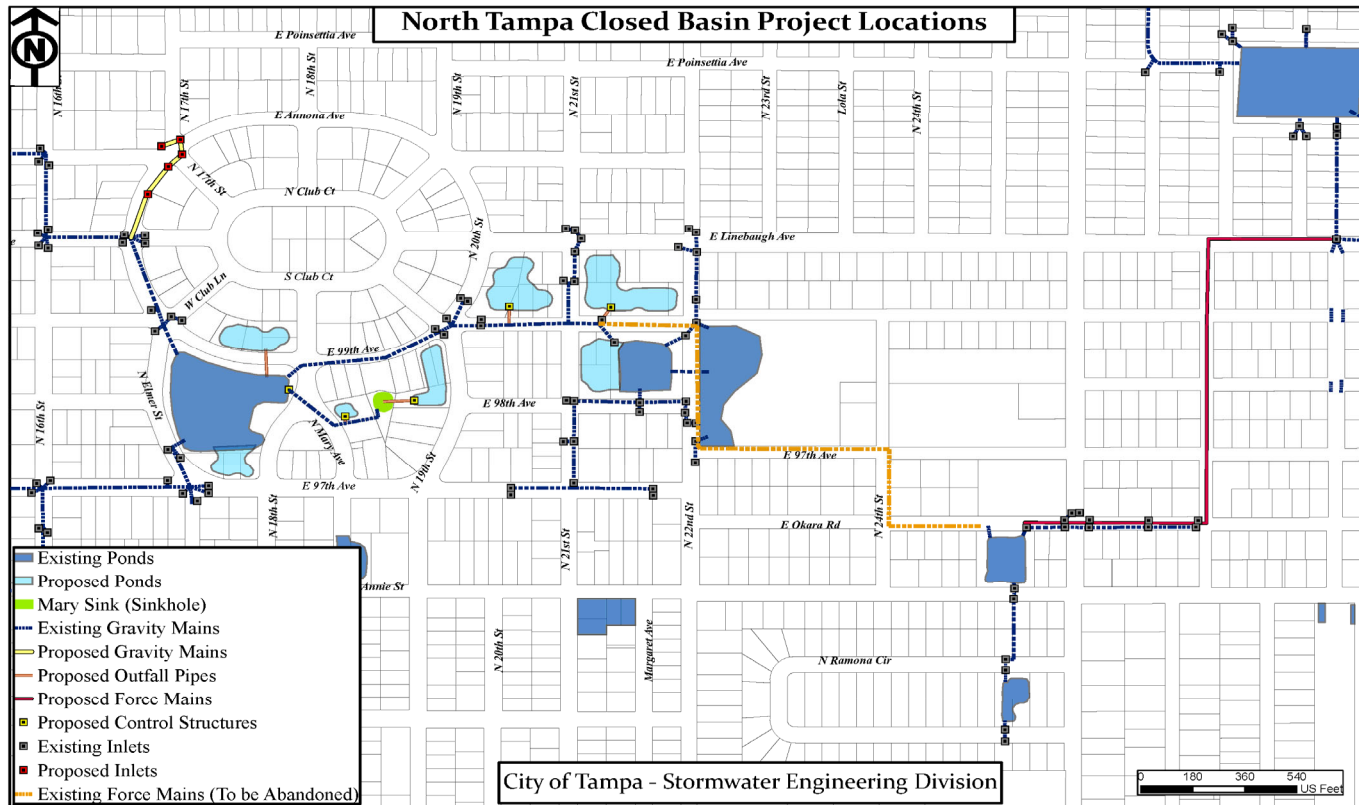 North Tampa Closed Basin Project Locations
N
E Poinsettia Ave
E Poinsettia Ave
N 16th
N 17th St
N 18th St
N 19th St
N 21st St
N 23rd St
Lola St
N 24th St
E Annona Ave
N 17th St
N Club Ct
N 20th St
E Linebaugh Ave
S Club Ct
W Club Ln
E 99th Ave
N Elmer St
E 98th Ave
N 16th St
N Mary Ave
N 19th St
E 97th Ave
E 97th Ave
N 18th St
N 21st St
N 22nd St
E Okara Rd
N 24th St
Annie St
N 20th St
Margaret Ave
N Ramona Cir
Existing Ponds
Proposed Ponds
Mary Sink (Sinkhole)
Existing Gravity Mains
Proposed Gravity Mains
Proposed Outfall Pipes
Proposed Force Mains
Proposed Control Structures
Existing Inlets
Proposed Inlets
Existing Force Mains (To be Abandoned)
City of Tampa - Stormwater Engineering Division
0 180 360 540
US Feet